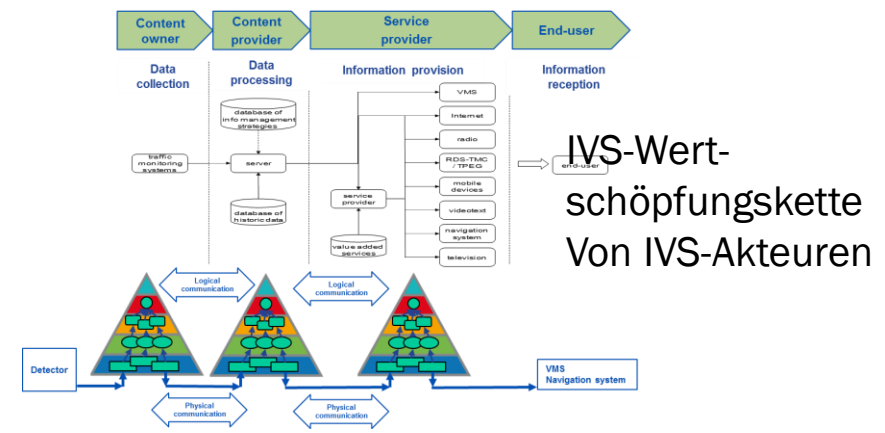 Content
owner
Content
provider
Service
provider
End-user
Data
collection
Data
processing
Information provision
Information
reception
database of
info management
strategies
traffic
monitoring
systems
server
database of
historic data
service
provider
value added
services
VMS
Internet
radio
RDS-TMC
/ TPEG
mobile
devices
videotext
navigation
system
television
end-user
IVS-Wert-
schöpfungskette
Von IVS-Akteuren
Logical
communication
Logical
communication
Detector
VMS
Navigation system
Physical
communication
Physical
communication